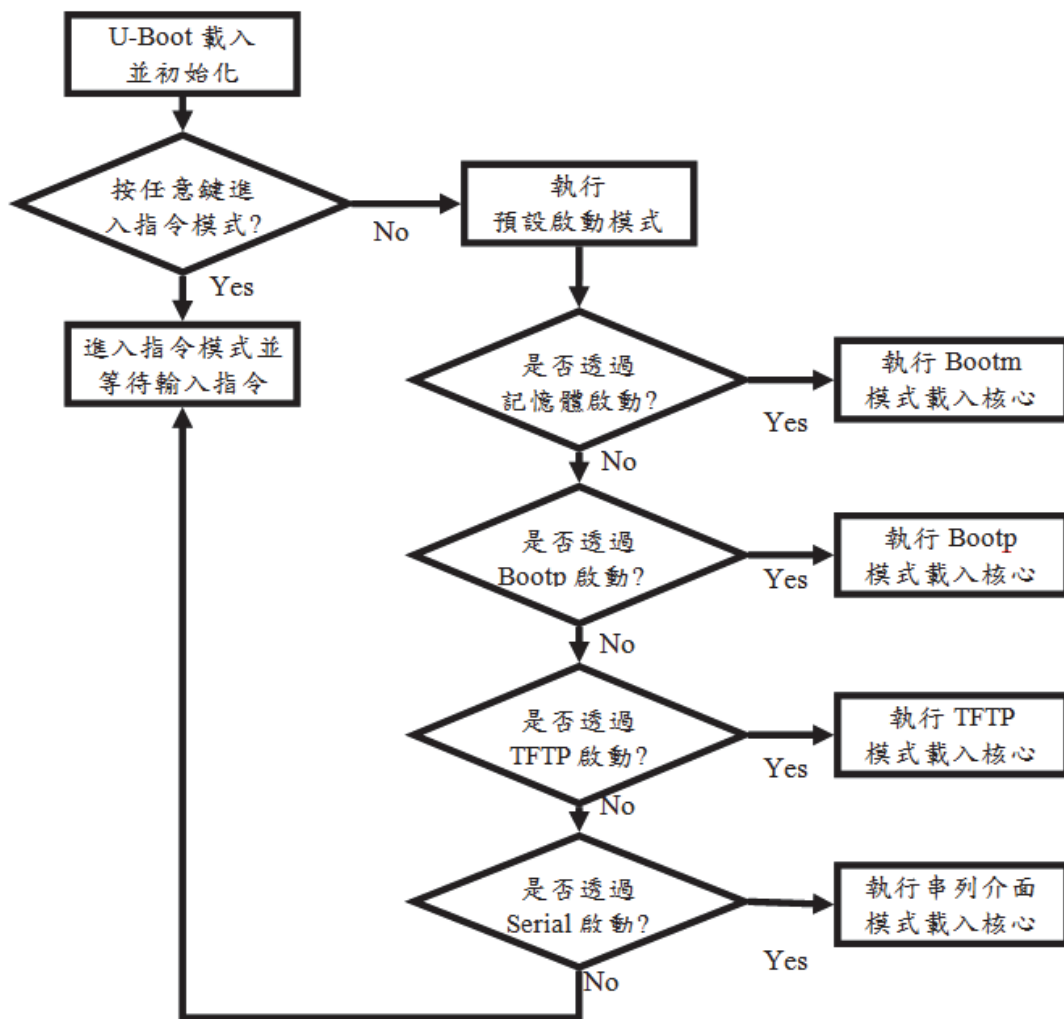 U-Boot 載入
並初始化
按任意鍵進
入指令模式?
No
執行
預設啟動模式
Yes
進入指令模式並
等待輸入指令
是否透過
記憶體啟動?
Yes
執行 Bootm
模式載入核心
No
是否透過
Bootp 啟動?
Yes
執行 Bootp
模式載入核心
No
是否透過
TFTP 啟動?
Yes
執行 TFTP
模式載入核心
No
是否透過
Serial 啟動?
Yes
執行串列介面
模式載入核心
No